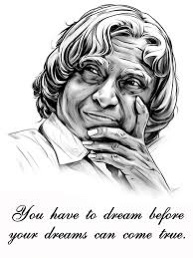 You have to dream before
your dreams can come true.